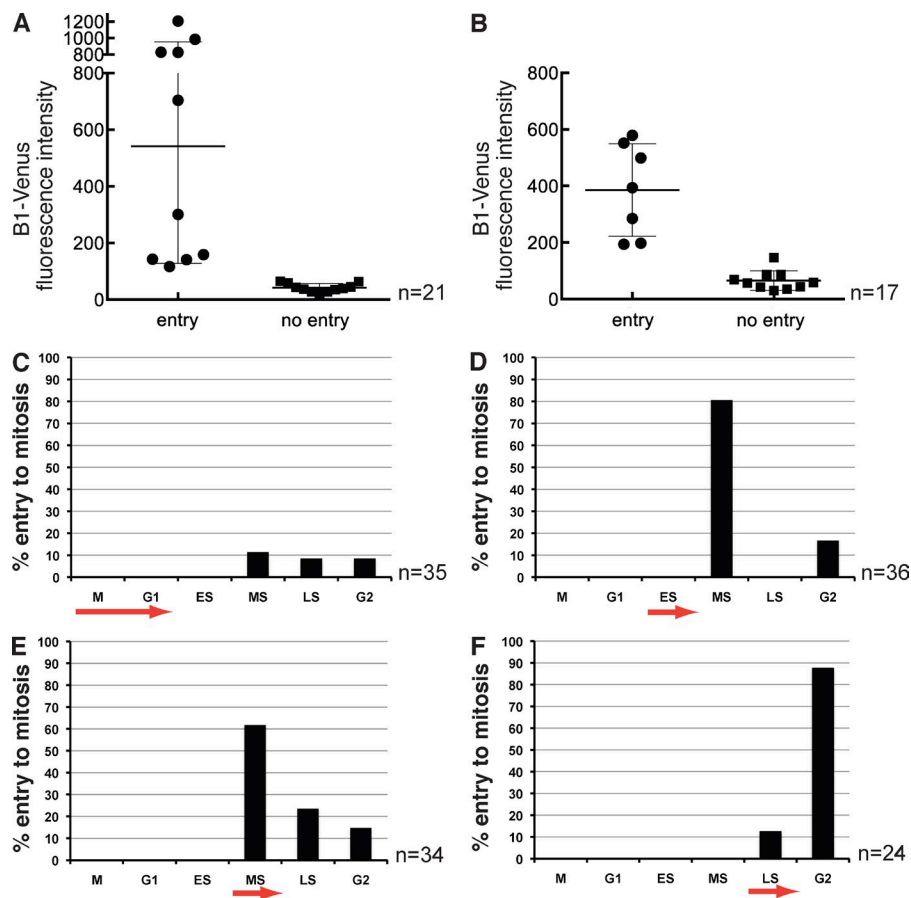 A
B1-Venus
fluorescence intensity
1200
1000
800
800
600
400
200
0
entry
no entry
n=21
B
B1-Venus
fluorescence intensity
800
600
400
200
0
entry
no entry
n=17
C
% entry to mitosis
100
90
80
70
60
50
40
30
20
10
0
M G1 ES MS LS G2
n=35
D
% entry to mitosis
100
90
80
70
60
50
40
30
20
10
0
M G1 ES MS LS G2
n=36
E
% entry to mitosis
100
90
80
70
60
50
40
30
20
10
0
M G1 ES MS LS G2
n=34
F
% entry to mitosis
100
90
80
70
60
50
40
30
20
10
0
M G1 ES MS LS G2
n=24